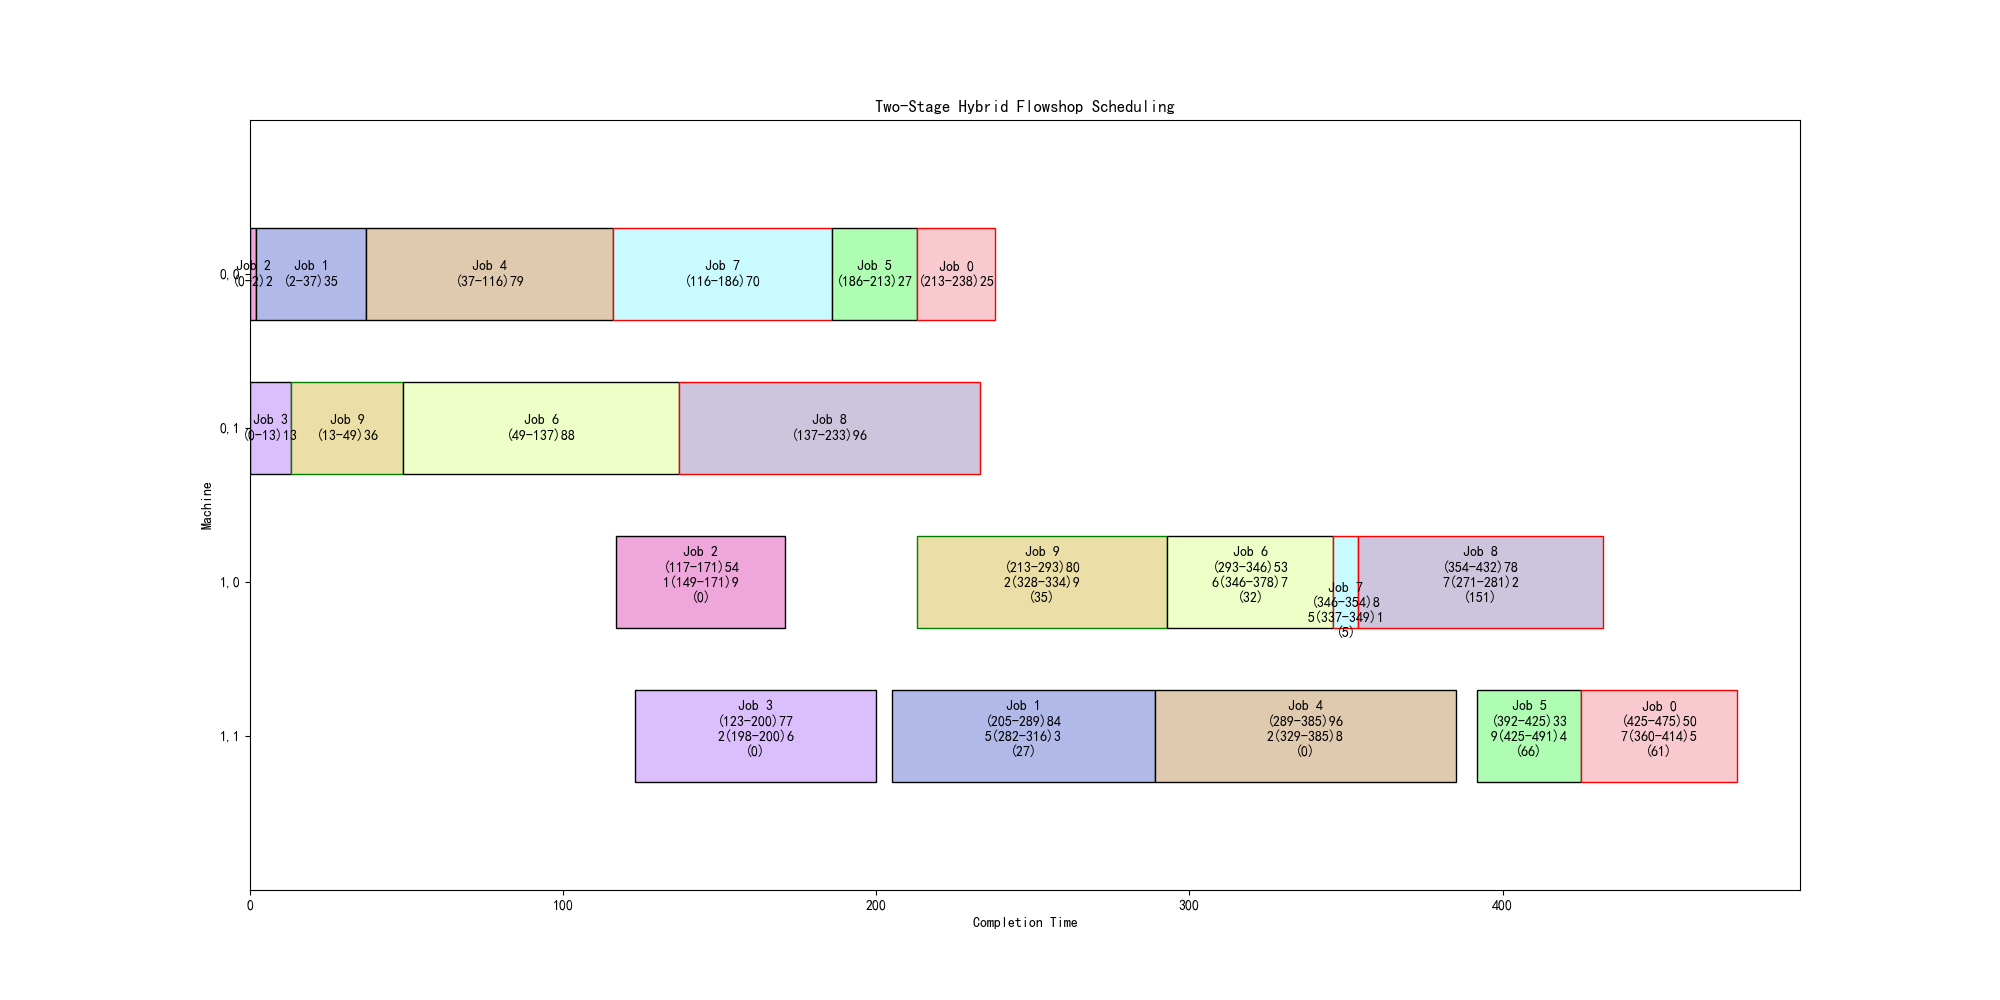 Two-Stage Hybrid Flowshop Scheduling
0,0
Job 2
(0-2)2
Job 1
(2-37)35
Job 4
(37-116)79
Job 7
(116-186)70
Job 5
(186-213)27
Job 0
(213-238)25
0,1
Job 3
(0-13)13
Job 9
(13-49)36
Job 6
(49-137)88
Job 8
(137-233)96
Machine
1,0
Job 2
(117-171)54
1(149-171)9
(0)
Job 9
(213-293)80
2(328-334)9
(35)
Job 6
(293-346)53
6(346-378)7
(32)
Job 7
(346-354)8
5(337-349)1
(5)
Job 8
(354-432)78
7(271-281)2
(151)
1,1
Job 3
(123-200)77
2(198-200)6
(0)
Job 1
(205-289)84
5(282-316)3
(27)
Job 4
(289-385)96
2(329-385)8
(0)
Job 5
(392-425)33
9(425-491)4
(66)
Job 0
(425-475)50
7(360-414)5
(61)
0 100 200 300 400
Completion Time